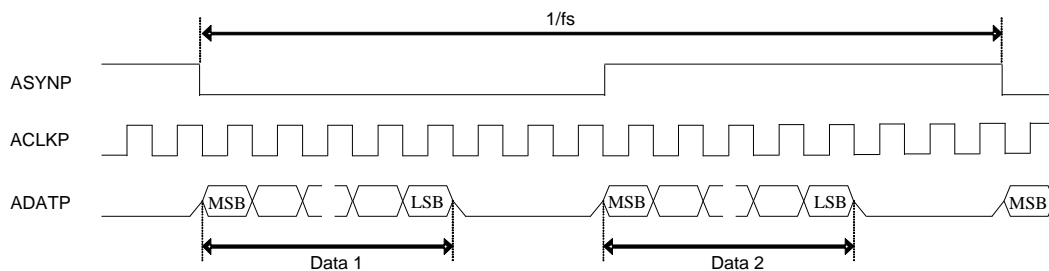 1/fs
ASYNP
ACLKP
ADATP
MSB LSB MSB LSB MSB
Data 1 Data 2